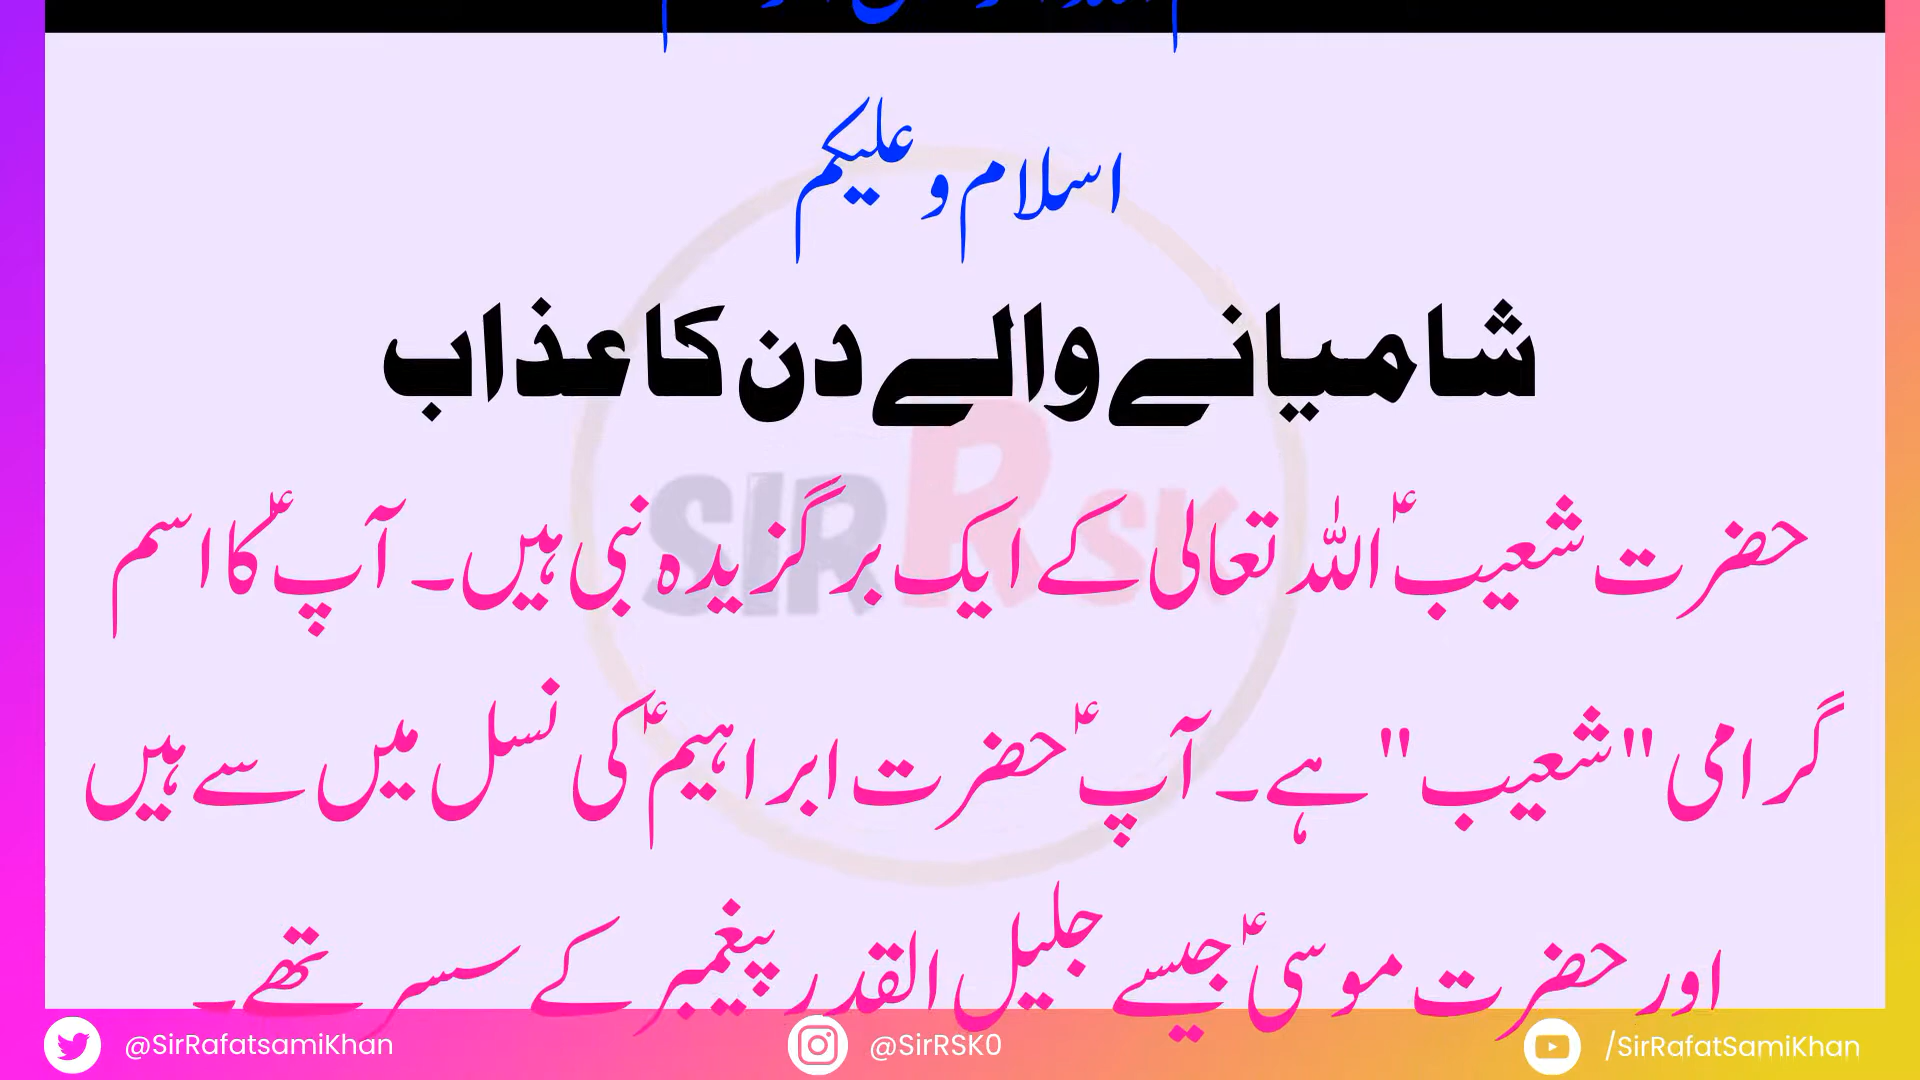 اسلام و علیکم
شامیانے والے دن کا عذاب
حضرت شعیبؑ اللہ تعالی کے ایک برگزیدہ نبی ہیں۔ آپؑ کا اسم
گرامی "شعیب" ہے۔ آپؑ حضرت ابراہیمؑ کی نسل میں سے ہیں
اور حضرت موسیؑ جیسے جلیل القدر پیغمبر کے سسر تھے۔
SIR RSK
@SirRafatsamiKhan
@SirRSK0
/SirRafatSamiKhan